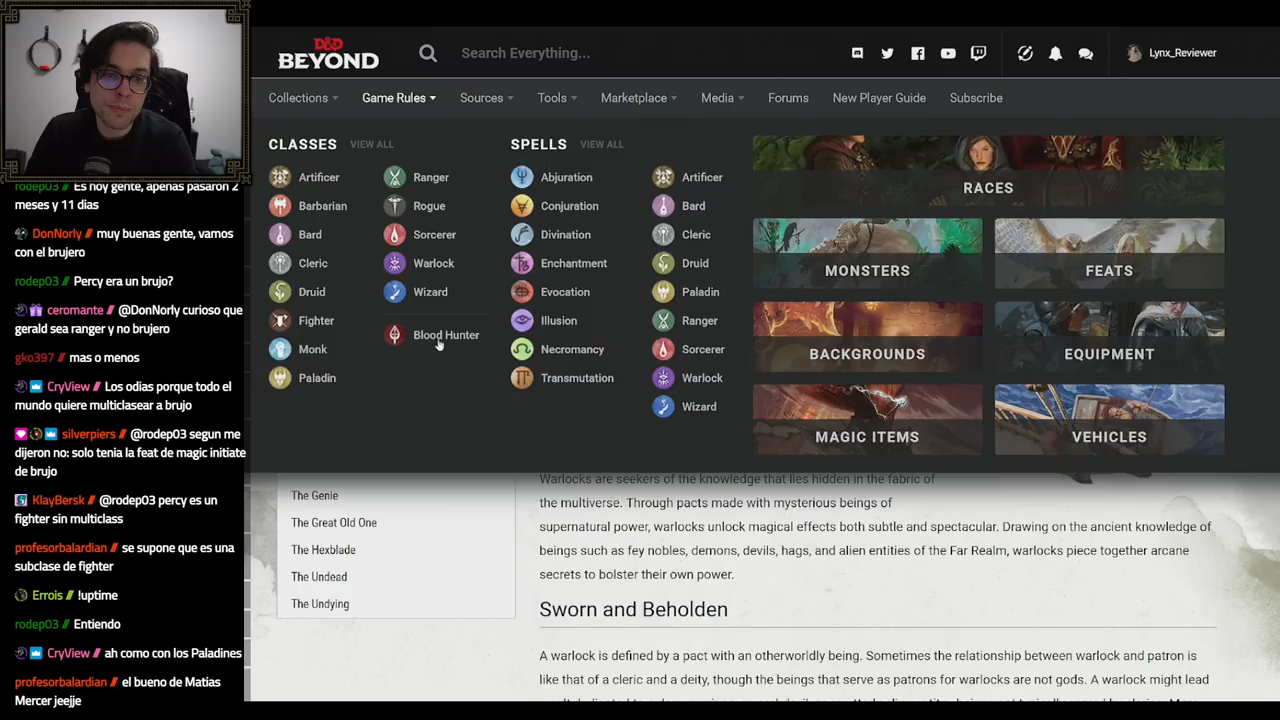 D&D
BEYOND
Search Everything...
Lynx_Reviewer
Collections
Game Rules
Sources
Tools
Marketplace
Media
Forums
New Player Guide
Subscribe
CLASSES VIEW ALL
Artificer
Barbarian
Bard
Cleric
Druid
Fighter
Monk
Paladin
Ranger
Rogue
Sorcerer
Warlock
Wizard
Blood Hunter
SPELLS VIEW ALL
Abjuration
Conjuration
Divination
Enchantment
Evocation
Illusion
Necromancy
Transmutation
Artificer
Bard
Cleric
Druid
Paladin
Ranger
Sorcerer
Warlock
Wizard
RACES
MONSTERS
FEATS
BACKGROUNDS
EQUIPMENT
MAGIC ITEMS
VEHICLES
rodep03 // Es hoy gente, apenas pasaron 2
meses y 11 dias
DonNorly // muy buenas gente, vamos
con el brujero
rodep03 // Percy era un brujo?
ceromante // @DonNorly curioso que
gerald sea ranger y no brujero
gko397 // mas o menos
CryView // Los odias porque todo el
mundo quiere multiclasear a brujo
silverpiers // @rodep03 segun me
dijeron no: solo tenia la feat de magic initiate
de brujo
KlayBersk // @rodep03 percy es un
fighter sin multiclass
profesorbalardian // se supone que es una
subclase de fighter
Errois // !uptime
rodep03 // Entiendo
CryView // ah como con los Paladines
profesorbalardian // el bueno de Matias
Mercer jeejje
The Genie
The Great Old One
The Hexblade
The Undead
The Undying
Warlocks are seekers of the knowledge that lies hidden in the fabric of
the multiverse. Through pacts made with mysterious beings of
supernatural power, warlocks unlock magical effects both subtle and spectacular. Drawing on the ancient knowledge of
beings such as fey nobles, demons, devils, hags, and alien entities of the Far Realm, warlocks piece together arcane
secrets to bolster their own power.
Sworn and Beholden
A warlock is defined by a pact with an otherworldly being. Sometimes the relationship between warlock and patron is
like that of a cleric and a deity, though the beings that serve as patrons for warlocks are not gods. A warlock might lead